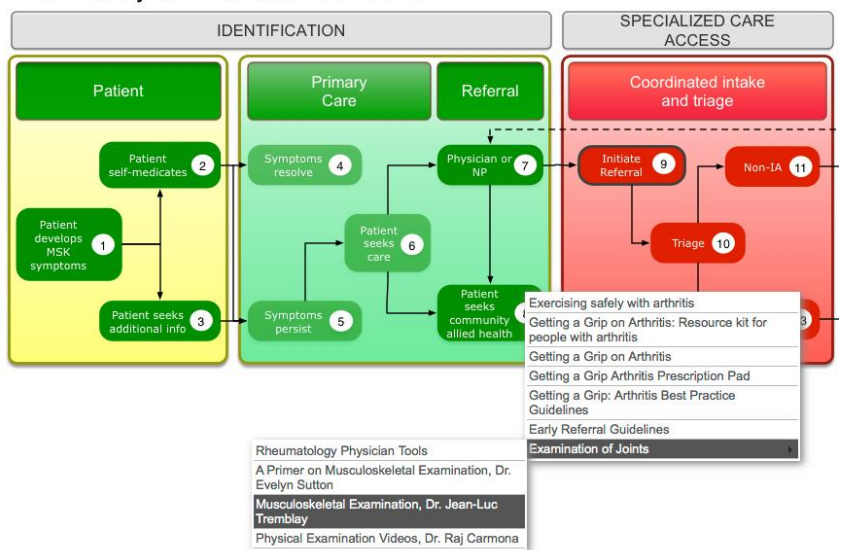 IDENTIFICATION
SPECIALIZED CARE
ACCESS
Patient
Primary
Care
Referral
Coordinated intake
and triage
Patient
self-medicates
2
Symptoms
resolve
4
Physician or
NP
7
Initiate
Referral
9
Non-IA
11
Patient
develops
MSK
symptoms
1
Patient
seeks
care
6
Triage
10
Patient seeks
additional info
3
Symptoms
persist
5
Patient
seeks
community
allied health
Exercising safely with arthritis
Getting a Grip on Arthritis: Resource kit for
people with arthritis
Getting a Grip on Arthritis
Getting a Grip Arthritis Prescription Pad
Getting a Grip: Arthritis Best Practice
Guidelines
Early Referral Guidelines
Examination of Joints
Rheumatology Physician Tools
A Primer on Musculoskeletal Examination, Dr.
Evelyn Sutton
Musculoskeletal Examination, Dr. Jean-Luc
Tremblay
Physical Examination Videos, Dr. Raj Carmona